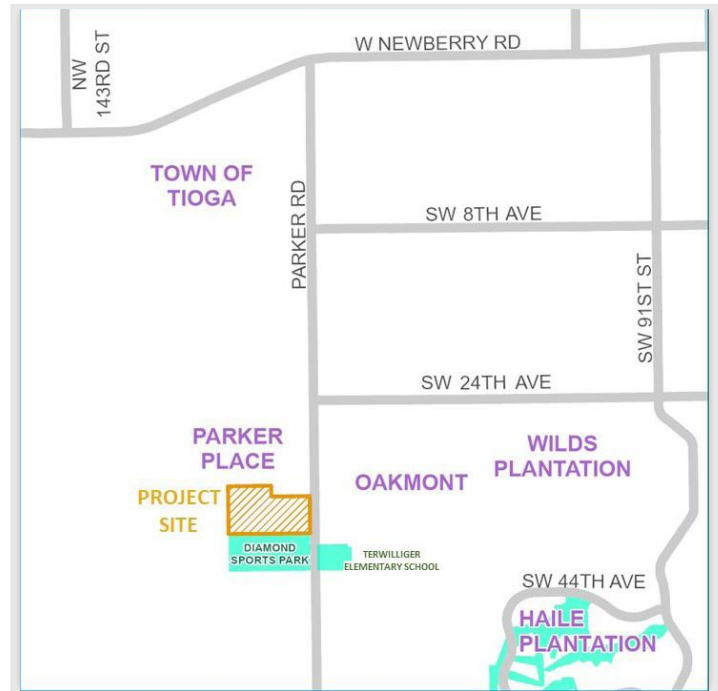 W NEWBERRY RD
NW
143RD ST
TOWN OF
TIOGA
PARKER RD
SW 8TH AVE
SW 91ST ST
SW 24TH AVE
PARKER
PLACE
WILDS
PLANTATION
OAKMONT
PROJECT
SITE
DIAMOND
SPORTS PARK
TERWILLIGER
ELEMENTARY SCHOOL
SW 44TH AVE
HAILE
PLANTATION